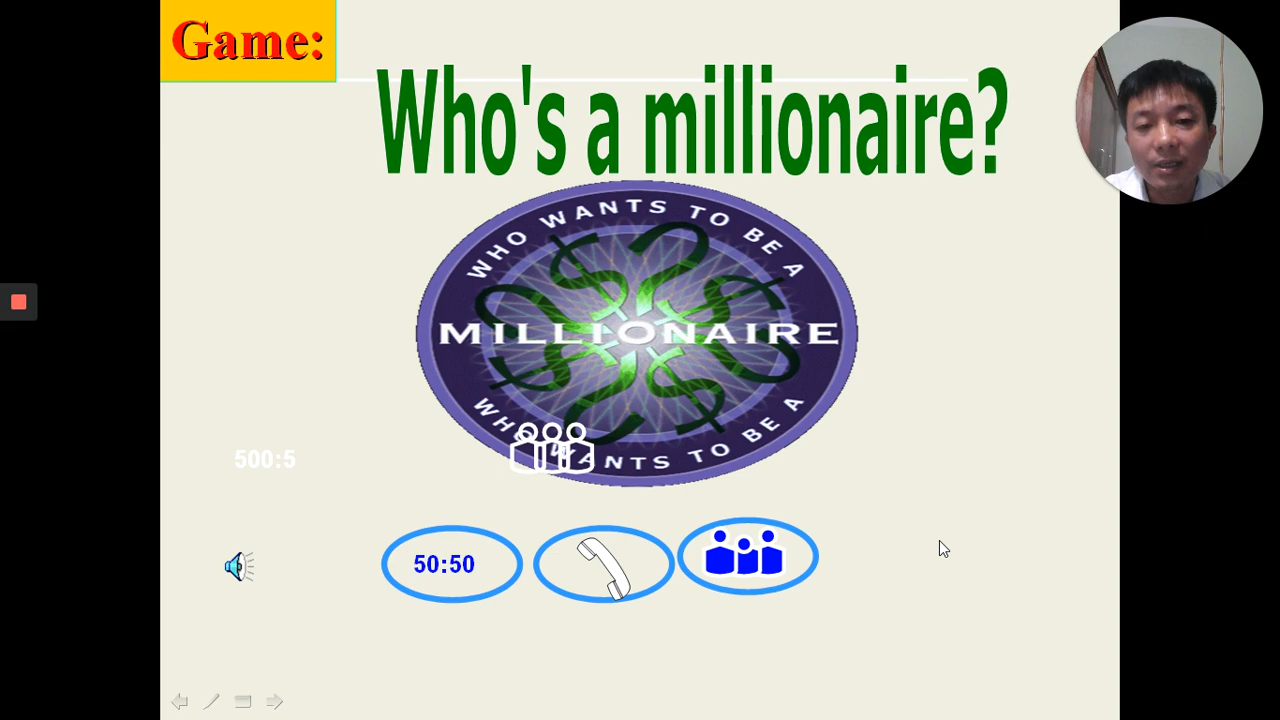 Game:
Who's a millionaire?
WHO WANTS TO BE A
MILLIONAIRE
WHO WANTS TO BE A
500:5
50:50